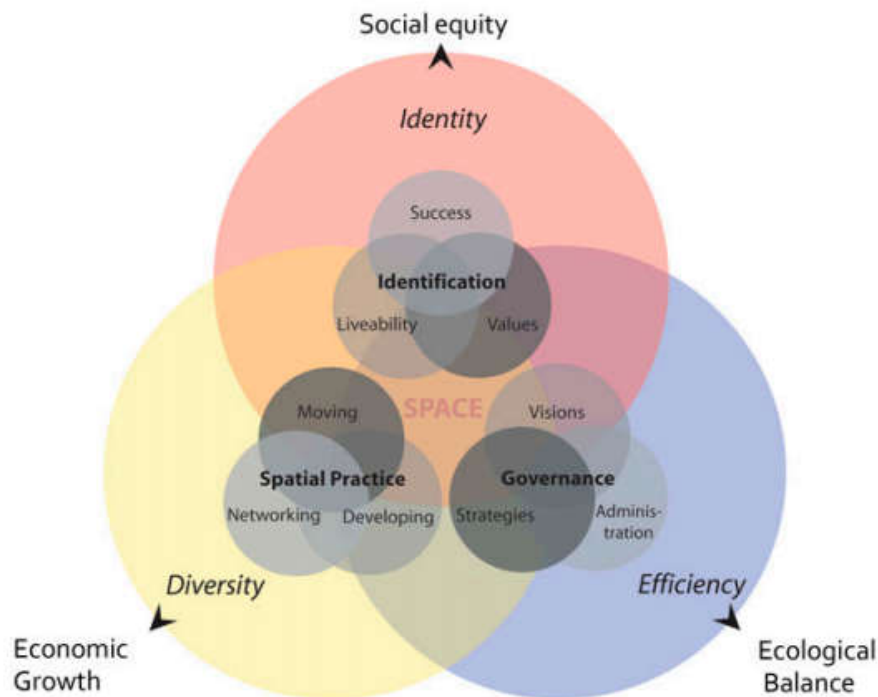 Social equity
Identity
Success
Identification
Liveability
Values
Moving
SPACE
Visions
Spatial Practice
Governance
Networking
Developing
Strategies
Adminis-
tration
Diversity
Efficiency
Economic
Growth
Ecological
Balance